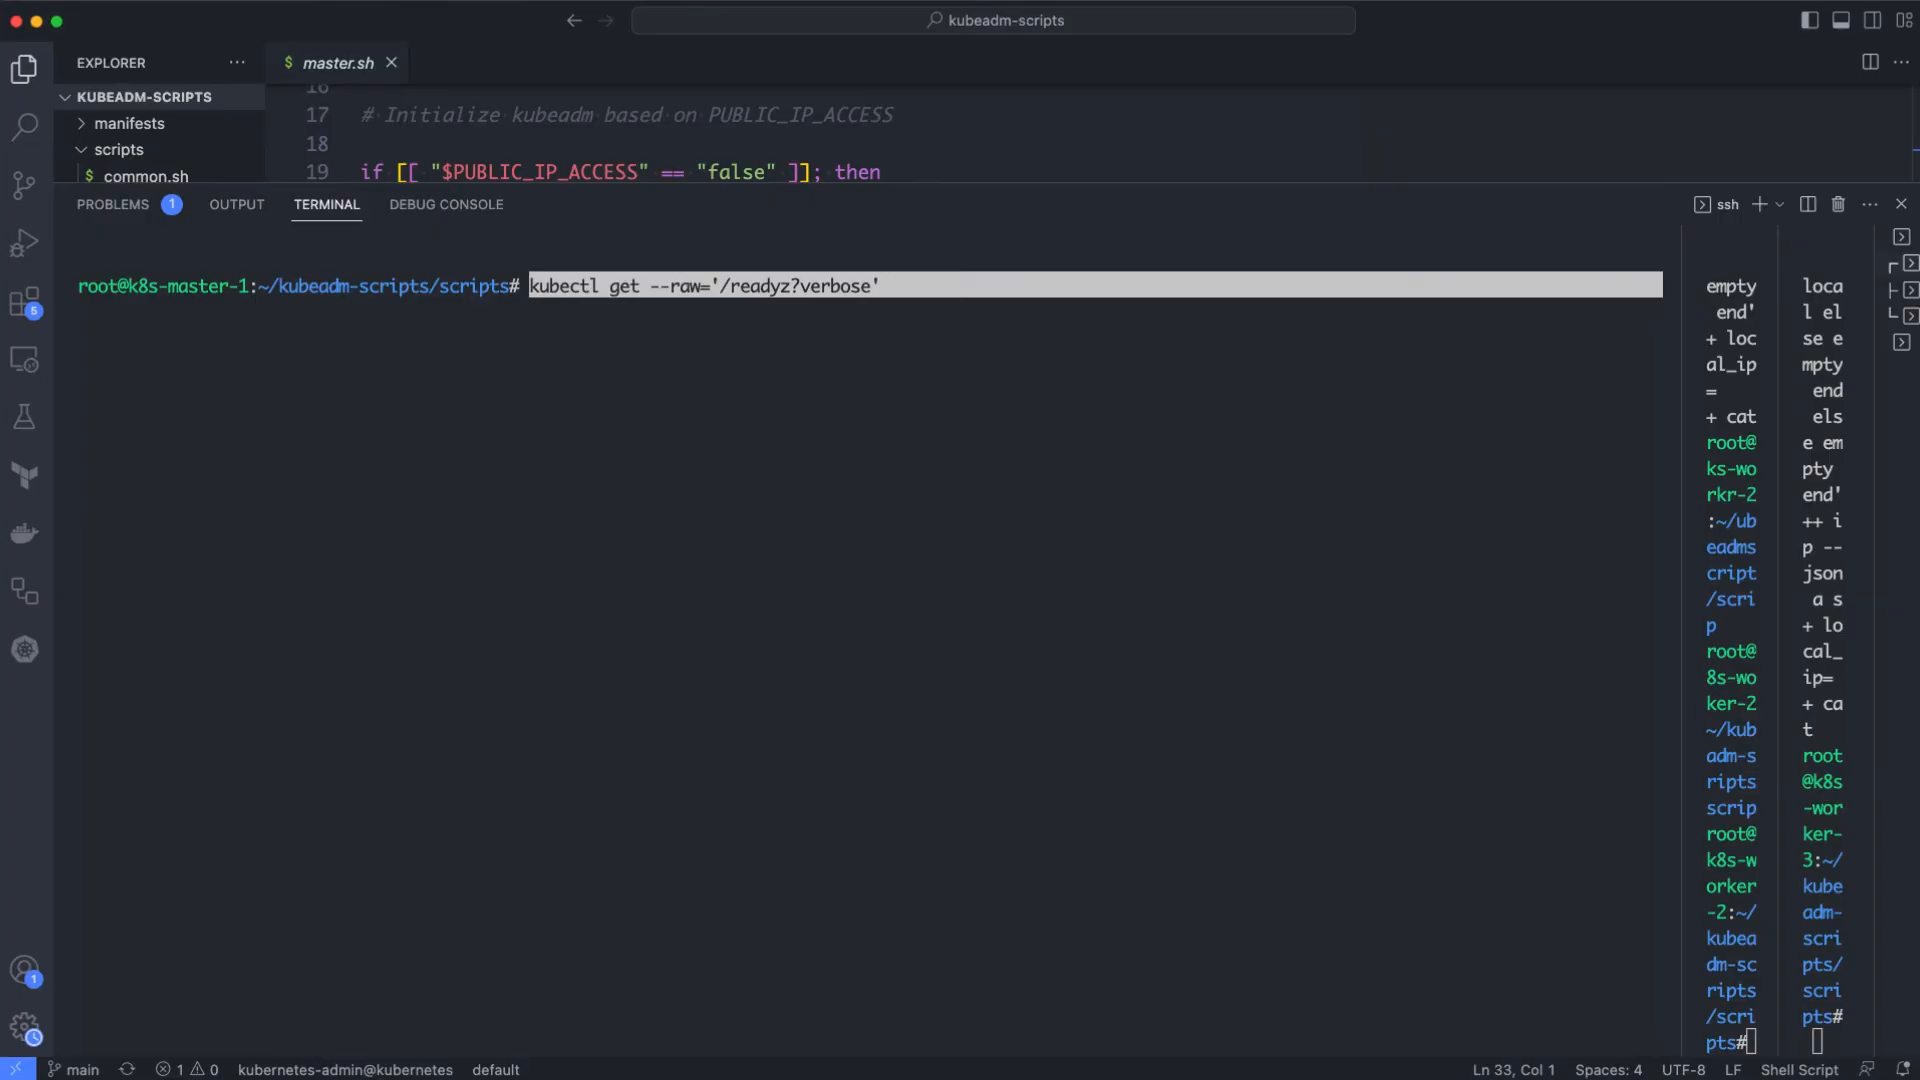 kubeadm-scripts
EXPLORER
master.sh
KUBEADM-SCRIPTS
manifests
scripts
$ common.sh
16
17 # Initialize kubeadm based on PUBLIC_IP_ACCESS
18
19 if [[ "$PUBLIC_IP_ACCESS" == "false" ]]; then
PROBLEMS 1 OUTPUT TERMINAL DEBUG CONSOLE
ssh
root@k8s-master-1:~/kubeadm-scripts/scripts# kubectl get --raw='/readyz?verbose'
empty
end'
+ loc
al_ip
=
+ cat
root@
ks-wo
rkr-2
:~/ub
eadms
cript
/scri
p
root@
8s-wo
ker-2
~/kub
adm-s
ripts
scrip
root@
k8s-w
orker
-2:~/
kubea
dm-sc
ripts
/scri
pts#
loca
l el
se e
mpty
end
els
e em
pty
end'
++ i
p --
json
a s
+ lo
cal_
ip=
+ ca
t
root
@k8s
-wor
ker-
3:~/
kube
adm-
scri
pts/
scri
pts#
5
1
main 1 0 kubernetes-admin@kubernetes default
Ln 33, Col 1 Spaces: 4 UTF-8 LF Shell Script